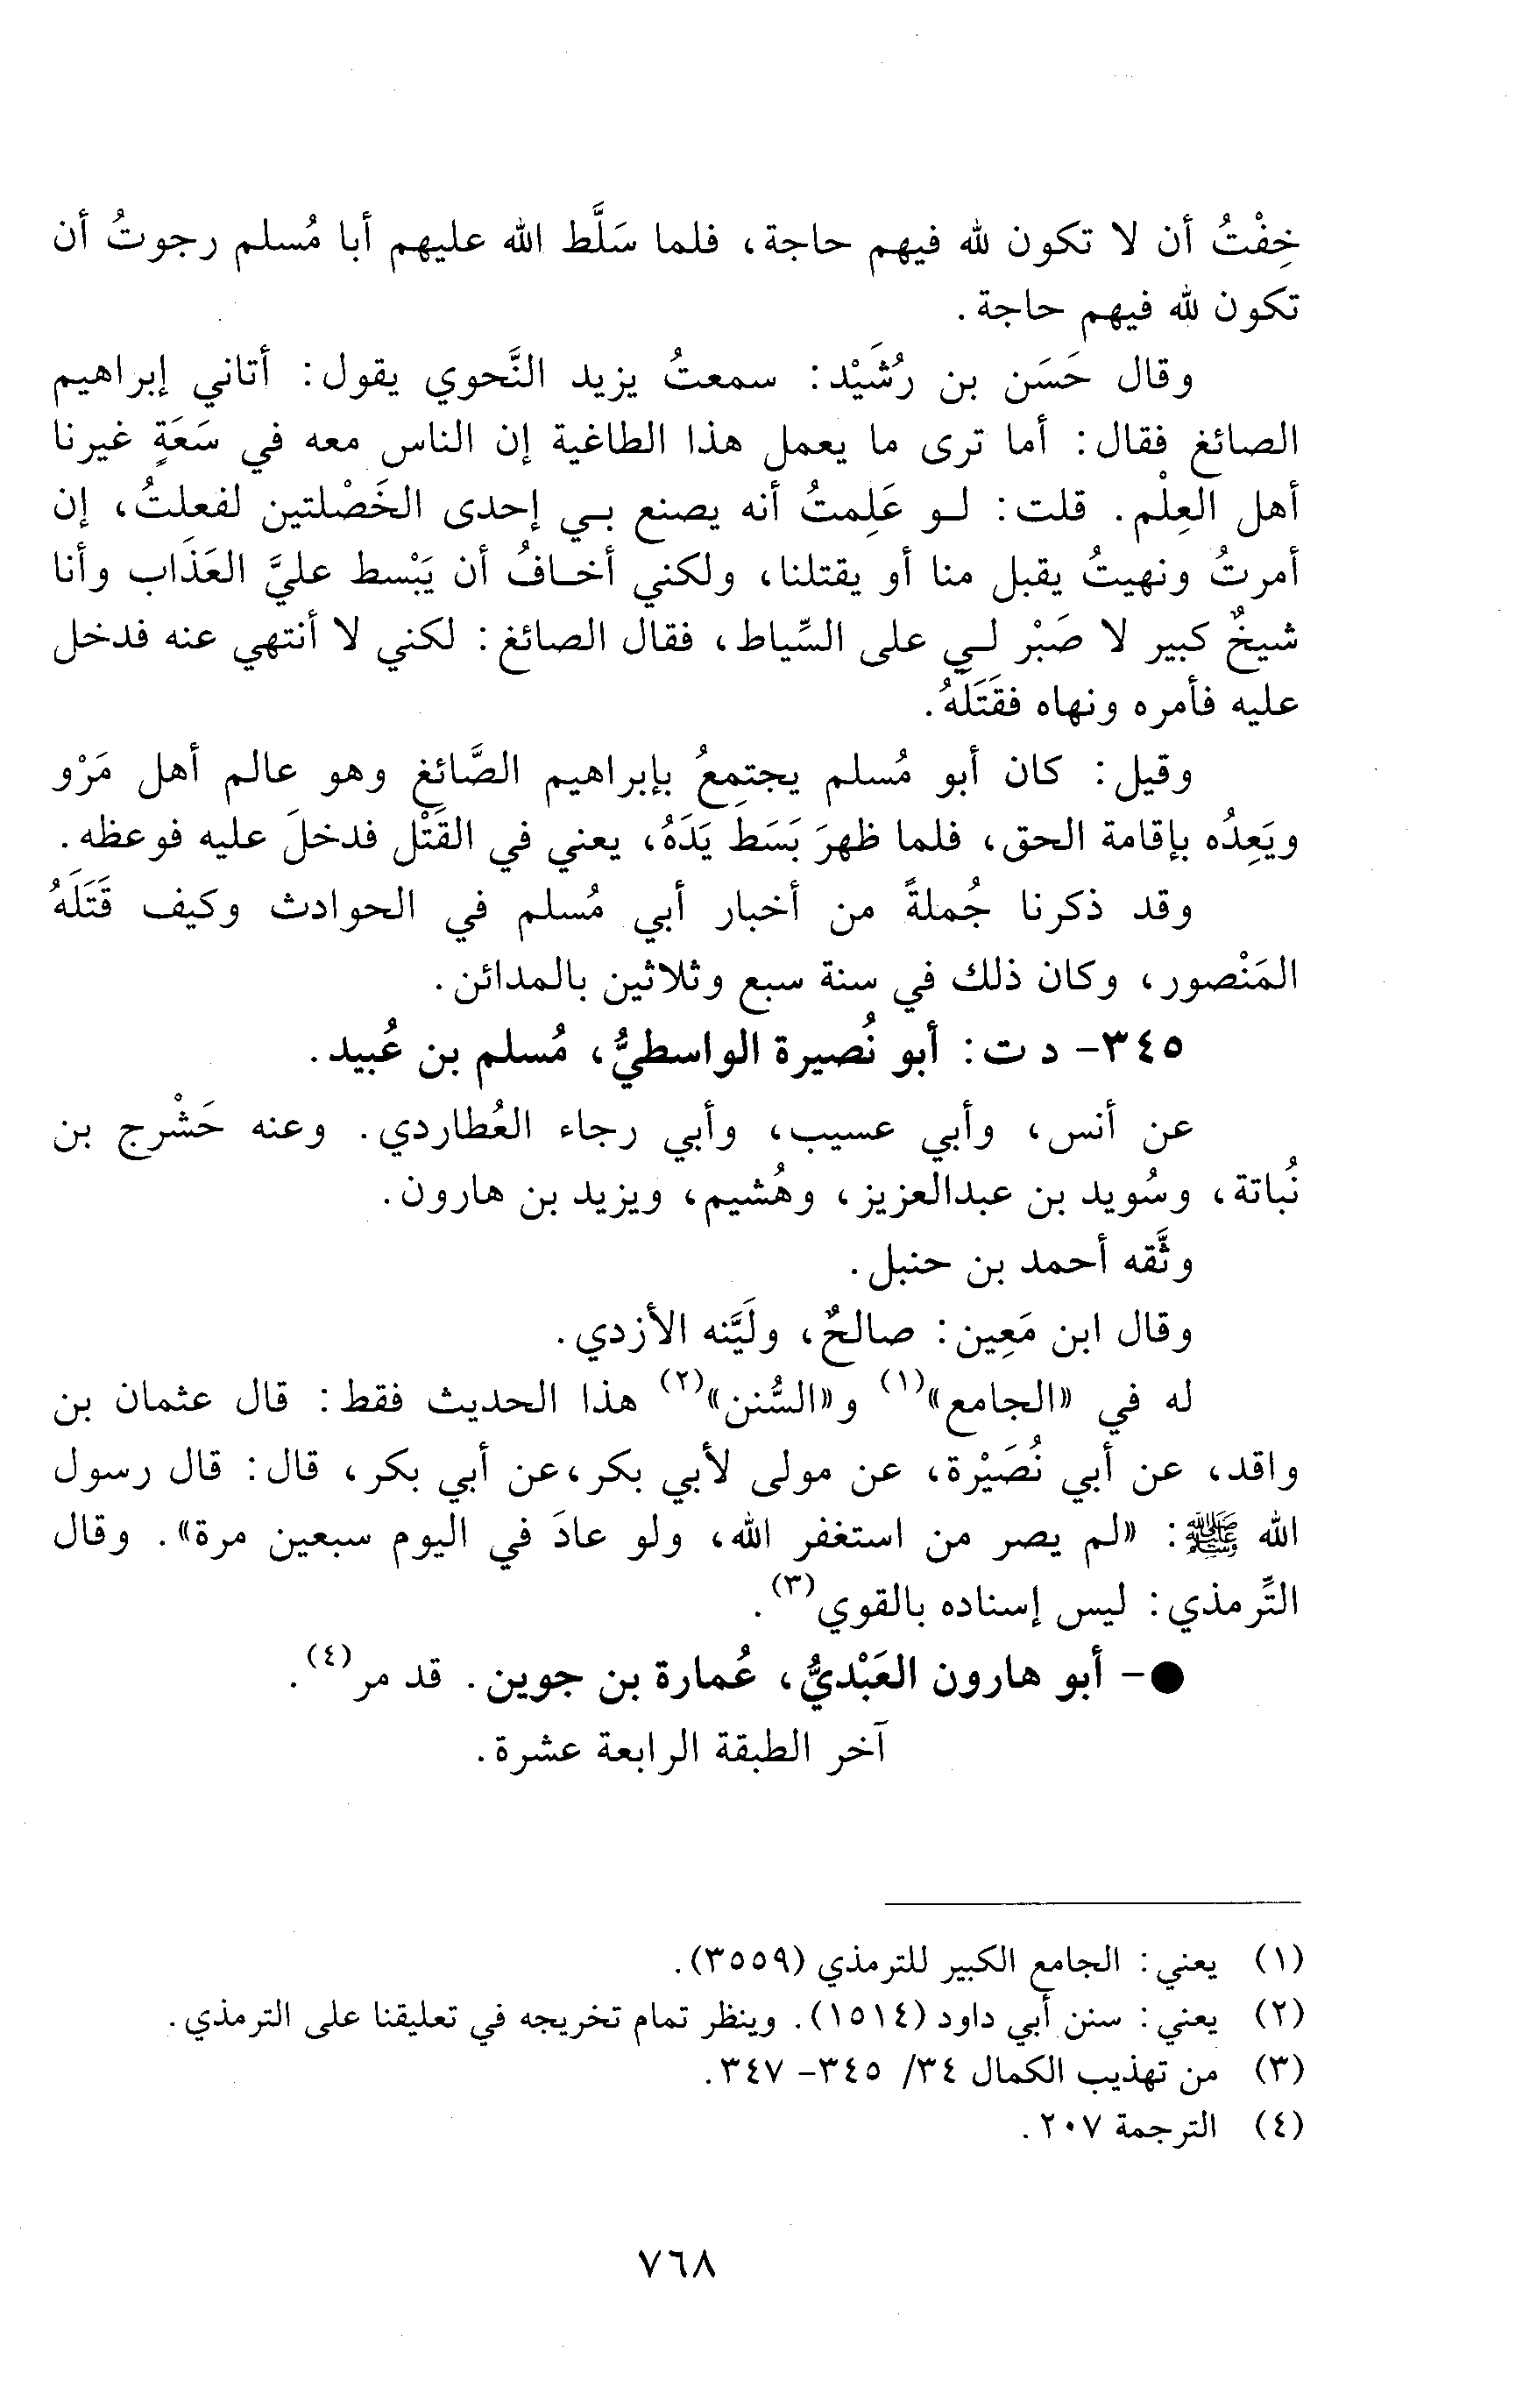 خِفْتُ أن لا تكون لله فيهم حاجة، فلما سَلَّط الله عليهم أبا مُسلم رجوتُ أن
تكون لله فيهم حاجة.
وقال حَسَن بن رُشَيْد: سمعتُ يزيد النَّحوي يقول: أتاني إبراهيم
الصائغ فقال: أما ترى ما يعمل هذا الطاغية إن الناس معه في سَعَةٍ غيرنا
أهل العِلْم. قلت: لو عَلِمتُ أنه يصنع بي إحدى الخَصْلتين لفعلتُ، إن
أمرتُ ونهيتُ يقبل منا أو يقتلنا، ولكني أخافُ أن يَبْسط عليَّ العَذَاب وأنا
شيخٌ كبير لا صَبْر لي على السِّياط، فقال الصائغ: لكني لا أنتهي عنه فدخل
عليه فأمره ونهاه فقَتَلَهُ.
وقيل: كان أبو مُسلم يجتمِعُ بإبراهيم الصَّائِغ وهو عالم أهل مَرْو
ويَعِدُه بإقامة الحق، فلما ظهرَ بَسَط يَدَهُ، يعني في القَتْل فدخلَ عليه فوعظه.
وقد ذكرنا جُملةً من أخبار أبي مُسلم في الحوادث وكيف قَتَلَهُ
المَنْصور، وكان ذلك في سنة سبع وثلاثين بالمدائن.
٣٤٥- د ت: أبو نُصيرة الواسطيُّ، مُسلم بن عُبيد.
عن أنس، وأبي عسيب، وأبي رجاء العُطاردي. وعنه حَشْرج بن
نُباتة، وسُويد بن عبدالعزيز، وهُشيم، ويزيد بن هارون.
وثَّقه أحمد بن حنبل.
وقال ابن مَعِين: صالحٌ، ولَيَّنه الأزدي.
له في «الجامع»(١) و«السُّنن»(٢) هذا الحديث فقط: قال عثمان بن
واقد، عن أبي نُصَيْرة، عن مولى لأبي بكر،عن أبي بكر، قال: قال رسول
الله ﷺ: «لم يصر من استغفر الله، ولو عادَ في اليوم سبعين مرة». وقال
التِّرمذي: ليس إسناده بالقوي(٣).
●- أبو هارون العَبْديُّ، عُمارة بن جوين. قد مر(٤).
آخر الطبقة الرابعة عشرة.
(١) يعني: الجامع الكبير للترمذي (٣٥٥٩).
(٢) يعني: سنن أبي داود (١٥١٤). وينظر تمام تخريجه في تعليقنا على الترمذي.
(٣) من تهذيب الكمال ٣٤/ ٣٤٥- ٣٤٧.
(٤) الترجمة ٢٠٧.
٧٦٨